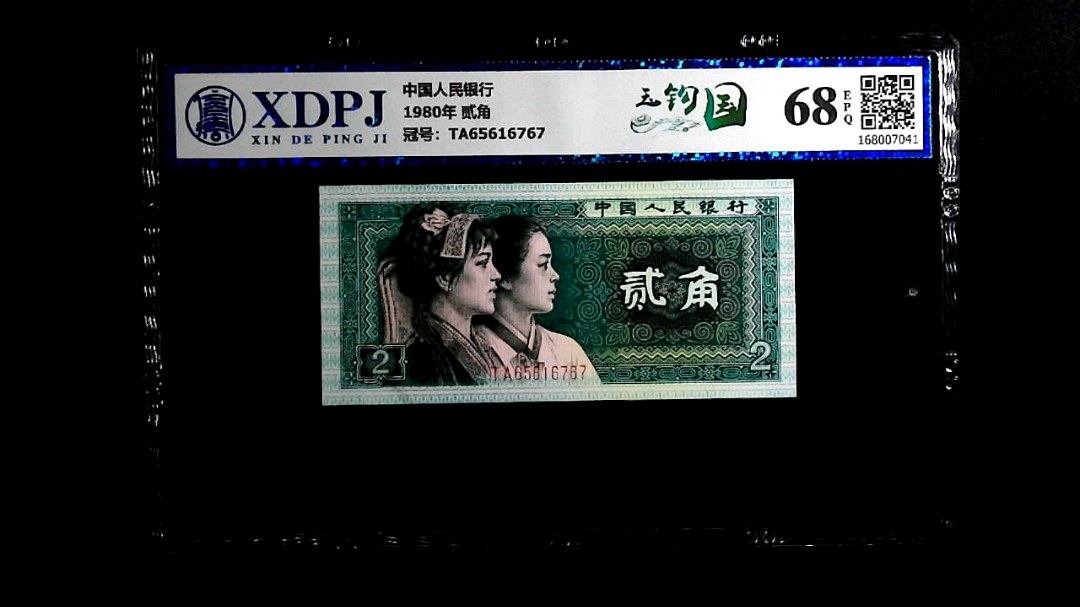 XDPJ
XIN DE PING JI
中国人民银行
1980年 贰角
冠号：TA65616767
玉钩国
68
EPQ
168007041
中国人民银行
贰角
2
2
TA65616767